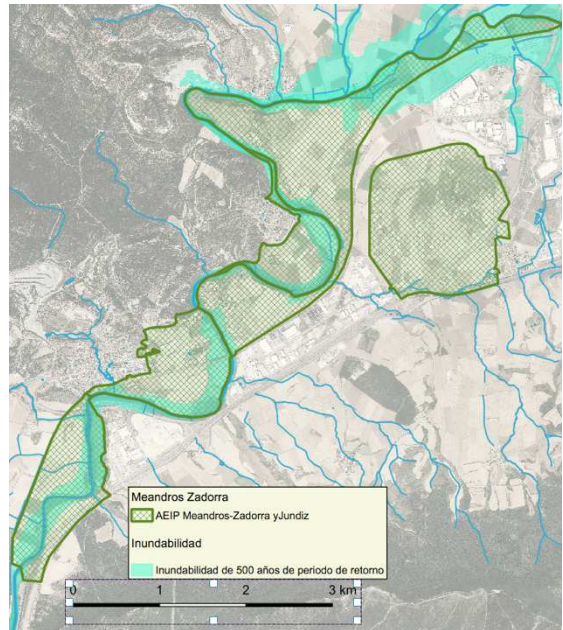 Meandros Zadorra
AEIP Meandros-Zadorra yJundiz
Inundabilidad
Inundabilidad de 500 años de periodo de retorno
0 1 2 3 km